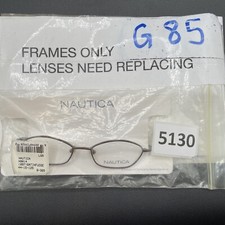 G 85
FRAMES ONLY
LENSES NEED REPLACING
NAUTICA
5130
NAUTICA